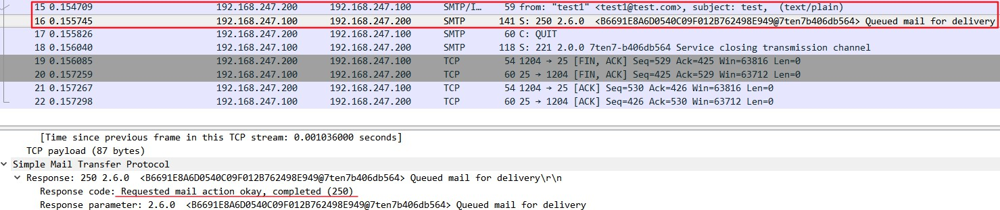 15 0.154709 192.168.247.200 192.168.247.100 SMTP/I… 59 from: "test1" <test1@test.com>, subject: test, (text/plain)
16 0.155745 192.168.247.100 192.168.247.200 SMTP 141 S: 250 2.6.0 <B6691E8A6D0540C09F012B762498E949@7ten7b406db564> Queued mail for delivery
17 0.155826 192.168.247.200 192.168.247.100 SMTP 60 C: QUIT
18 0.156040 192.168.247.100 192.168.247.200 SMTP 118 S: 221 2.0.0 7ten7-b406db564 Service closing transmission channel
19 0.156085 192.168.247.200 192.168.247.100 TCP 54 1204 → 25 [FIN, ACK] Seq=529 Ack=425 Win=63816 Len=0
20 0.157259 192.168.247.100 192.168.247.200 TCP 60 25 → 1204 [FIN, ACK] Seq=425 Ack=529 Win=63712 Len=0
21 0.157267 192.168.247.200 192.168.247.100 TCP 54 1204 → 25 [ACK] Seq=530 Ack=426 Win=63816 Len=0
22 0.157298 192.168.247.100 192.168.247.200 TCP 60 25 → 1204 [ACK] Seq=426 Ack=530 Win=63712 Len=0
[Time since previous frame in this TCP stream: 0.001036000 seconds]
TCP payload (87 bytes)
Simple Mail Transfer Protocol
Response: 250 2.6.0 <B6691E8A6D0540C09F012B762498E949@7ten7b406db564> Queued mail for delivery\r\n
Response code: Requested mail action okay, completed (250)
Response parameter: 2.6.0 <B6691E8A6D0540C09F012B762498E949@7ten7b406db564> Queued mail for delivery